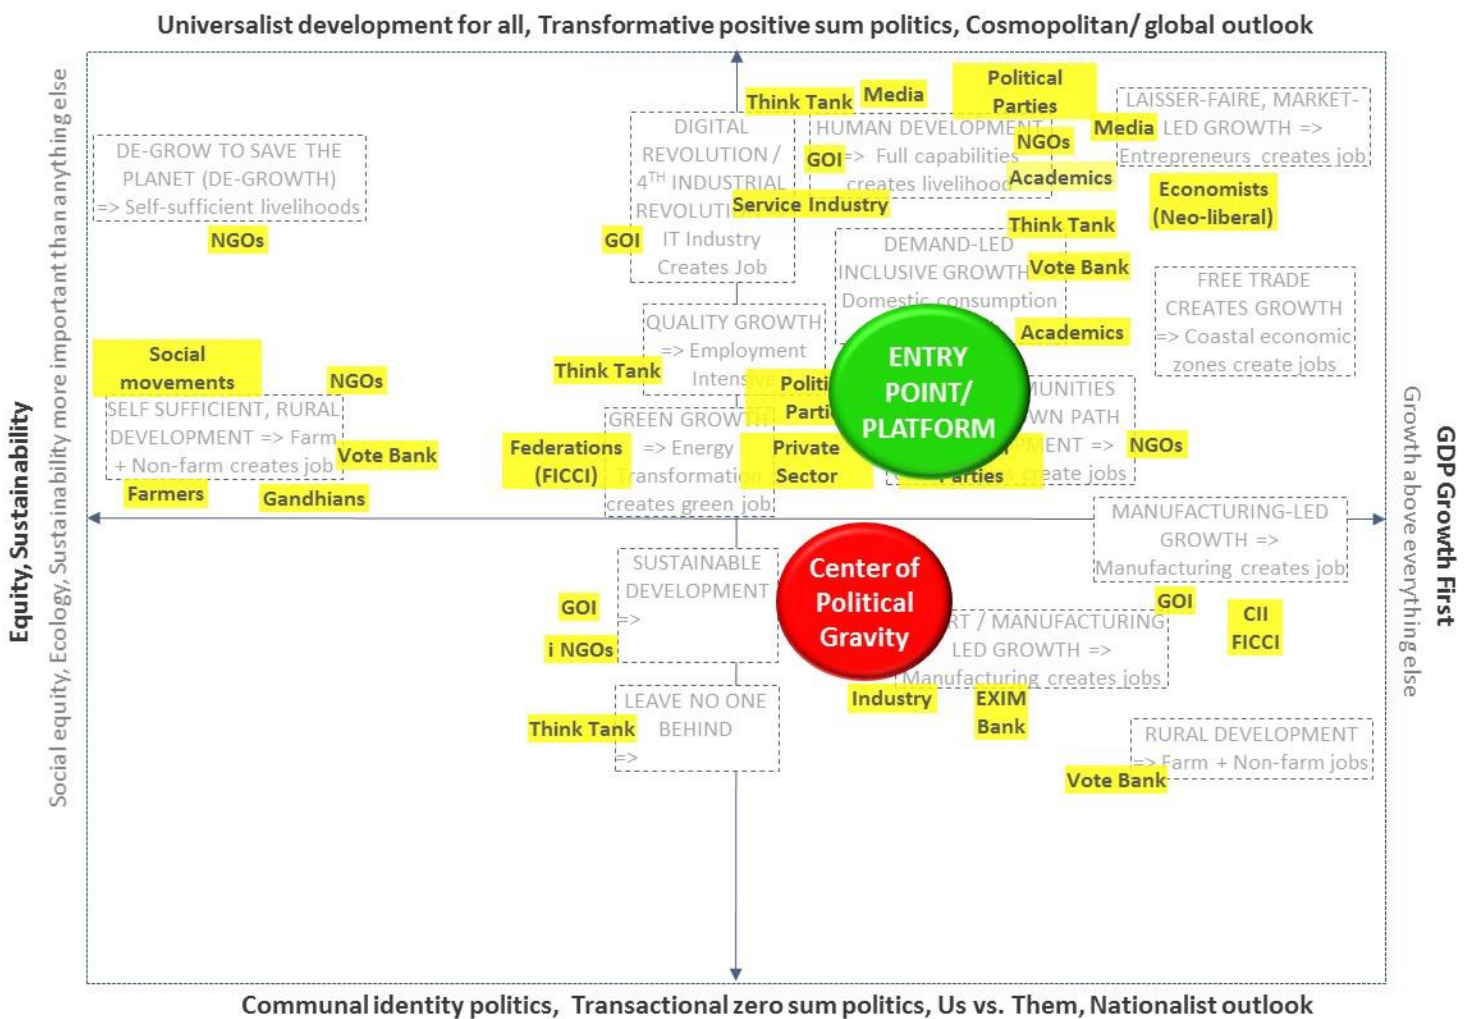 Universalist development for all, Transformative positive sum politics, Cosmopolitan/ global outlook
Equity, Sustainability
Social equity, Ecology, Sustainability more important than anything else
DE-GROW TO SAVE THE
PLANET (DE-GROWTH)
=> Self-sufficient livelihoods
NGOs
Social
movements
NGOs
SELF SUFFICIENT, RURAL
DEVELOPMENT => Farm
+ Non-farm creates job
Vote Bank
Farmers
Gandhians
Think Tank
Media
Political
Parties
DIGITAL
REVOLUTION /
4TH INDUSTRIAL
IT Industry
Creates Job
GOI
Service Industry
HUMAN DEVELOPMENT
=> Full capabilities
creates livelihood
GOI
NGOs
Academics
LAISSER-FAIRE, MARKET-
LED GROWTH =>
Entrepreneurs creates job
Media
Economists
(Neo-liberal)
Think Tank
DEMAND-LED
INCLUSIVE GROWTH
Domestic consumption
Vote Bank
Academics
FREE TRADE
CREATES GROWTH
=> Coastal economic
zones create jobs
QUALITY GROWTH
=> Employment
Intensive
Think Tank
ENTRY
POINT/
PLATFORM
GREEN GROWTH
=> Energy
Transformation
creates green job
Federations
(FICCI)
Private
Sector
=>
create jobs
Parties
NGOs
MANUFACTURING-LED
GROWTH =>
Manufacturing creates job
GOI
CII
FICCI
SUSTAINABLE
DEVELOPMENT
=>
GOI
i NGOs
Center of
Political
Gravity
/ MANUFACTURING
LED GROWTH =>
Manufacturing creates jobs
Industry
EXIM
Bank
LEAVE NO ONE
BEHIND
=>
Think Tank
RURAL DEVELOPMENT
=> Farm + Non-farm jobs
Vote Bank
GDP Growth First
Growth above everything else
Communal identity politics, Transactional zero sum politics, Us vs. Them, Nationalist outlook